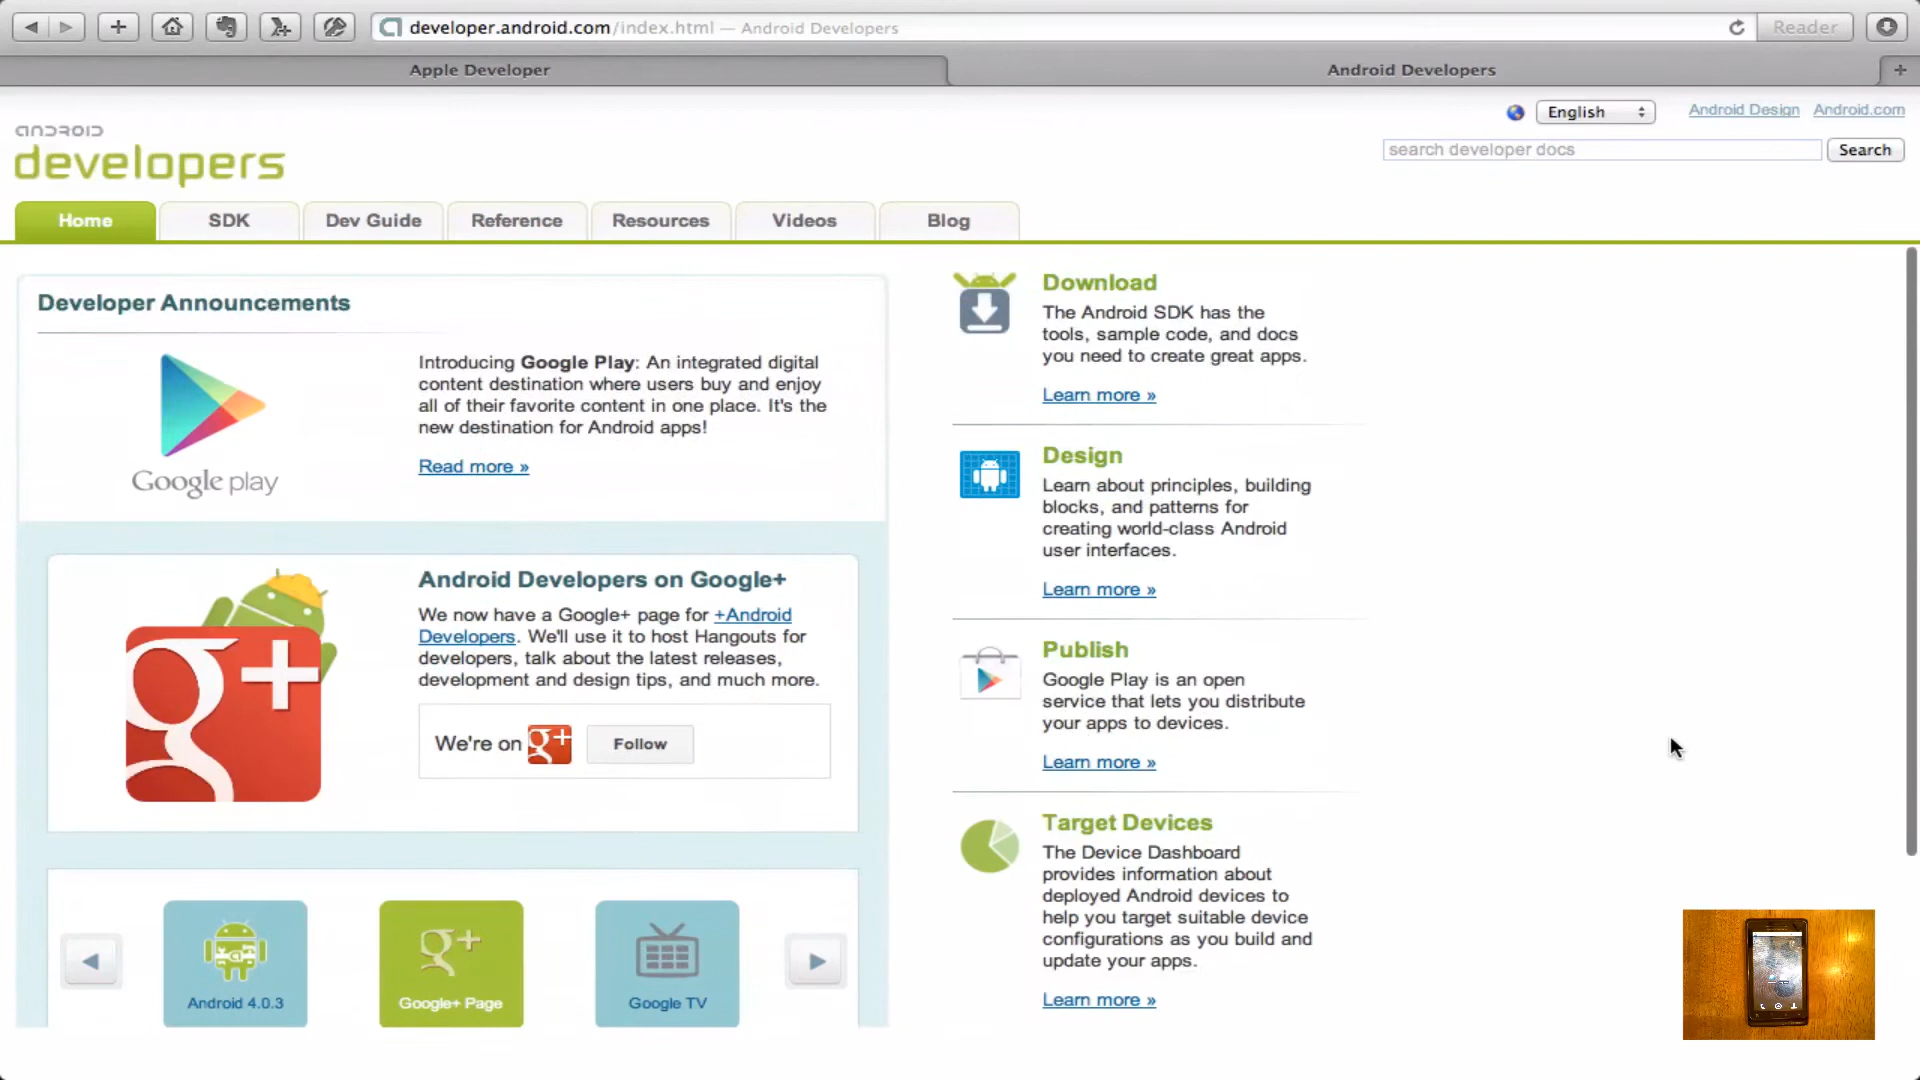 developer.android.com/index.html — Android Developers
Reader
Apple Developer
Android Developers
English
Android Design
Android.com
android
developers
search developer docs
Search
Home
SDK
Dev Guide
Reference
Resources
Videos
Blog
Developer Announcements
Google play
Introducing Google Play: An integrated digital
content destination where users buy and enjoy
all of their favorite content in one place. It's the
new destination for Android apps!
Read more »
g+
Android Developers on Google+
We now have a Google+ page for +Android
Developers. We'll use it to host Hangouts for
developers, talk about the latest releases,
development and design tips, and much more.
We're on g+
Follow
Android 4.0.3
g+
Google+ Page
Google TV
Download
The Android SDK has the
tools, sample code, and docs
you need to create great apps.
Learn more »
Design
Learn about principles, building
blocks, and patterns for
creating world-class Android
user interfaces.
Learn more »
Publish
Google Play is an open
service that lets you distribute
your apps to devices.
Learn more »
Target Devices
The Device Dashboard
provides information about
deployed Android devices to
help you target suitable device
configurations as you build and
update your apps.
Learn more »